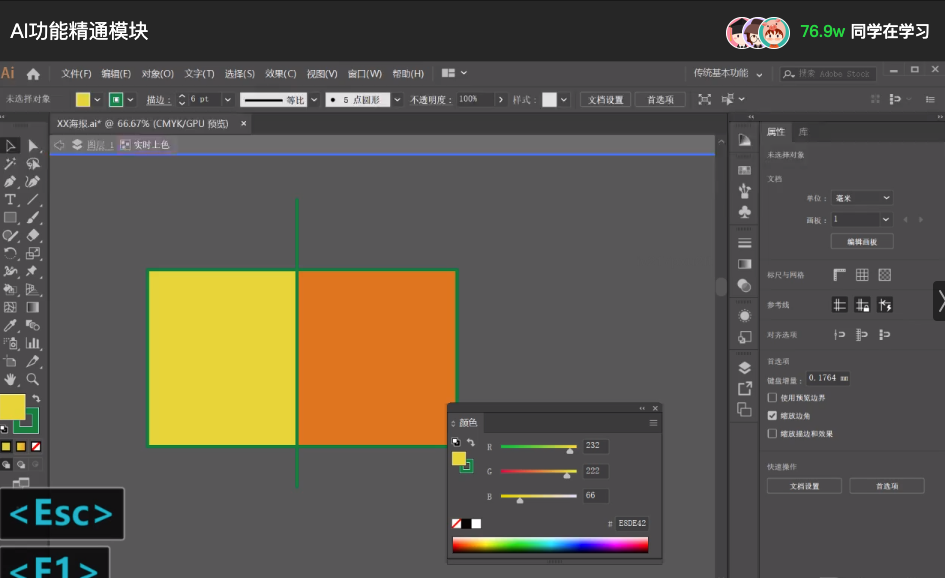 AI功能精通模块
76.9w 同学在学习
Ai 文件(F) 编辑(E) 对象(O) 文字(T) 选择(S) 效果(C) 视图(V) 窗口(W) 帮助(H) 传统基本功能 搜索 Adobe Stock
未选择对象 描边: 6 pt 等比 5 点圆形 不透明度: 100% 样式: 文档设置 首选项
XX海报.ai* @ 66.67% (CMYK/GPU 预览) ×
图层_1 实时上色
属性 库
未选择对象
文档
单位: 毫米
画板: 1
编辑画板
标尺与网格
参考线
对齐选项
首选项
键盘增量: 0.1764 mm
使用预览边界
缩放边角
缩放描边和效果
快速操作
文档设置 首选项
颜色
R 232
G 222
B 66
# E8DE42
<Esc>
<F1>